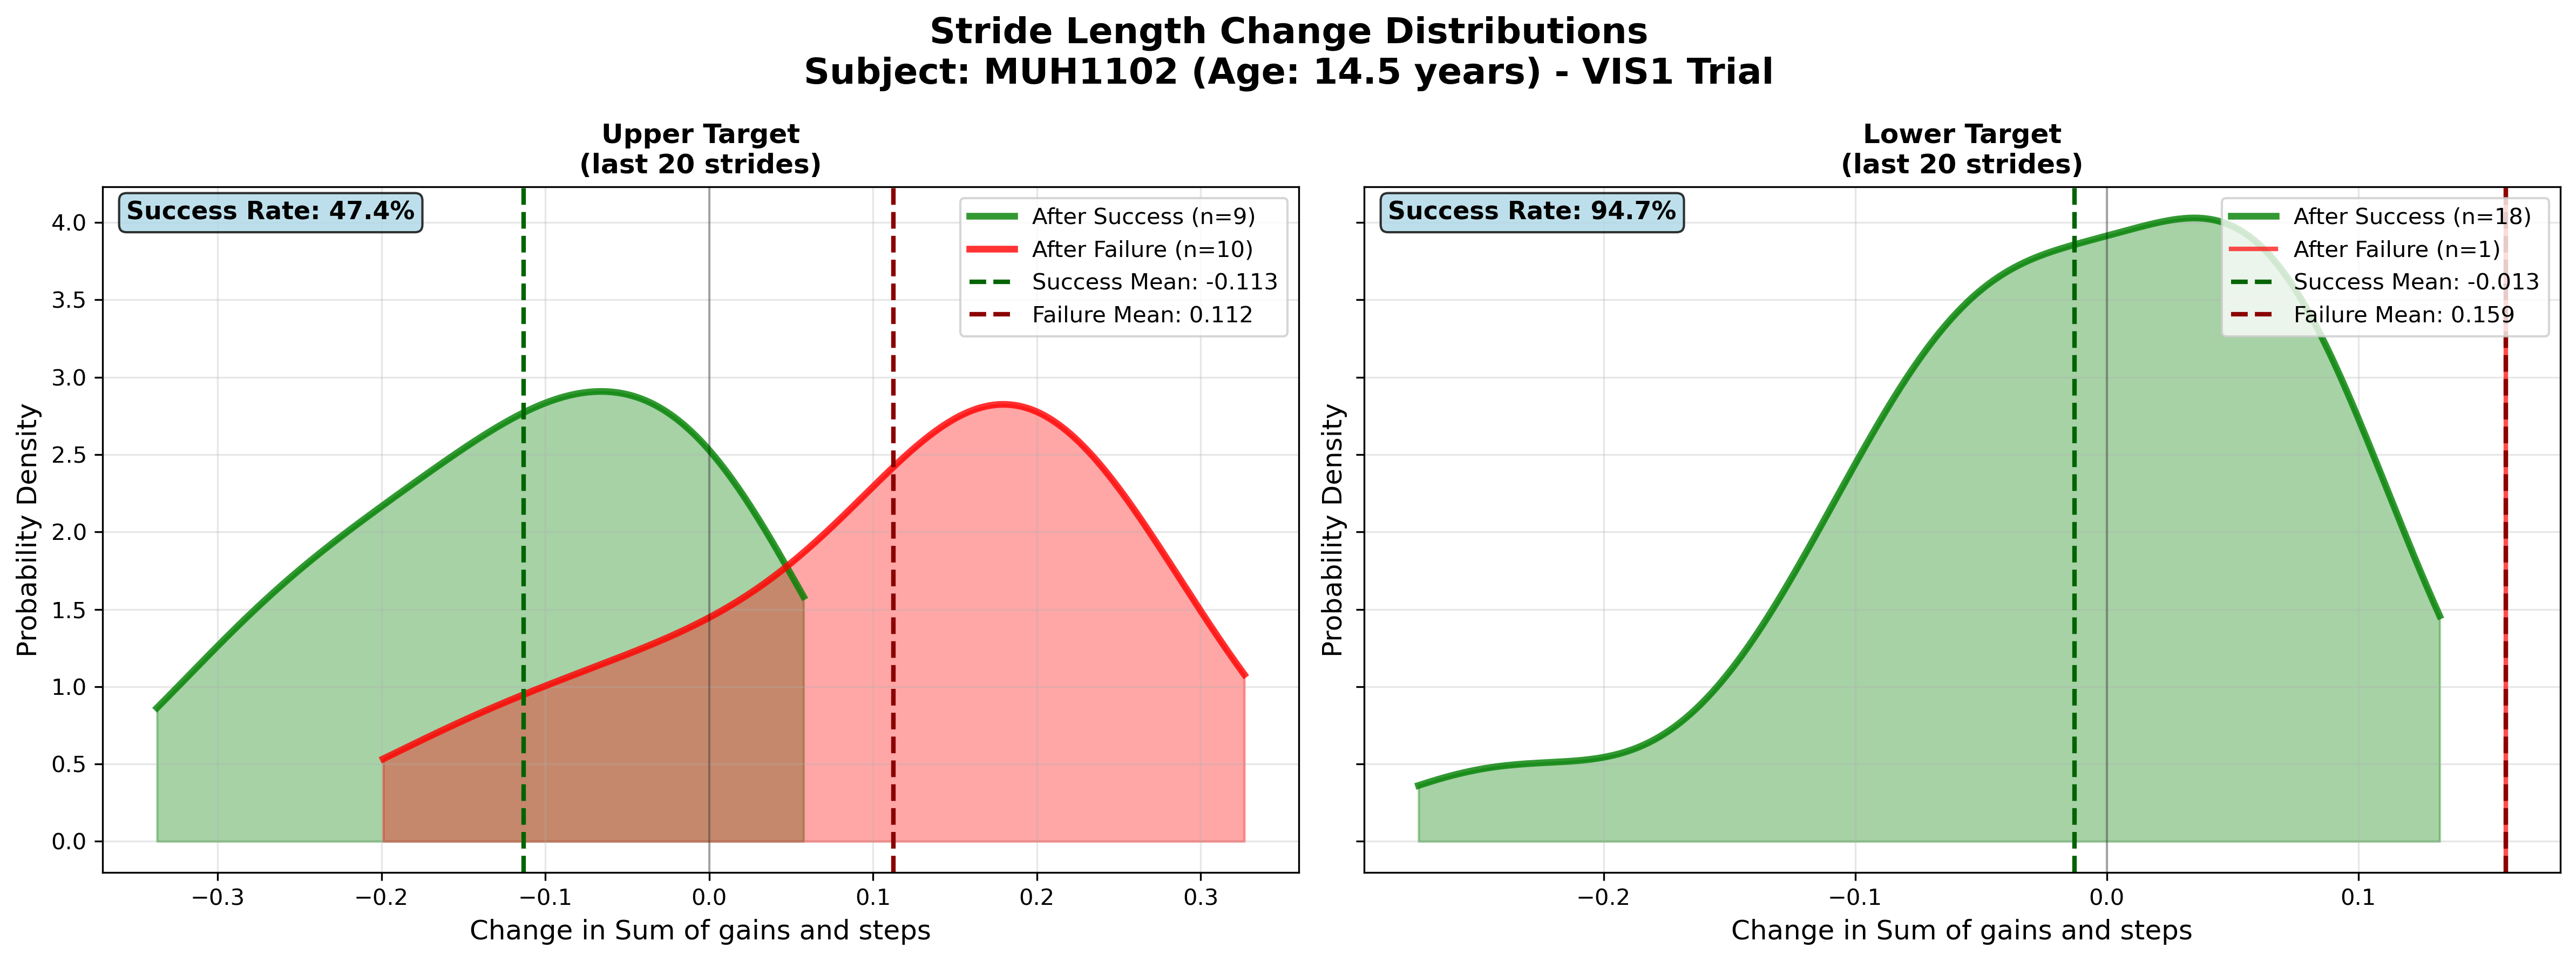 Stride Length Change Distributions
Subject: MUH1102 (Age: 14.5 years) - VIS1 Trial
Upper Target
(last 20 strides)
Success Rate: 47.4%
After Success (n=9)
After Failure (n=10)
Success Mean: -0.113
Failure Mean: 0.112
4.0
3.5
3.0
2.5
2.0
1.5
1.0
0.5
0.0
Probability Density
−0.3
−0.2
−0.1
0.0
0.1
0.2
0.3
Change in Sum of gains and steps
Lower Target
(last 20 strides)
Success Rate: 94.7%
After Success (n=18)
After Failure (n=1)
Success Mean: -0.013
Failure Mean: 0.159
Probability Density
−0.2
−0.1
0.0
0.1
Change in Sum of gains and steps